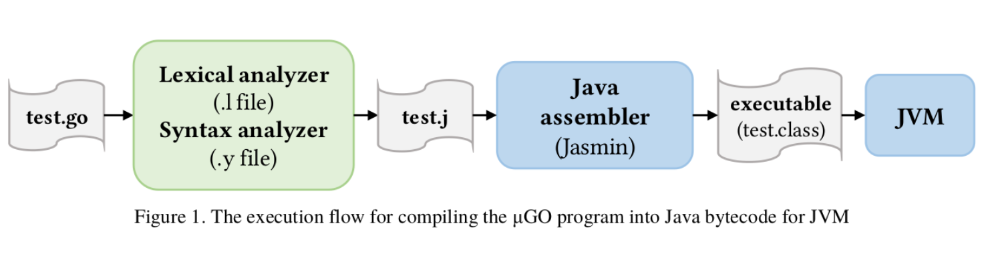 test.go
Lexical analyzer
(.l file)
Syntax analyzer
(.y file)
test.j
Java
assembler
(Jasmin)
executable
(test.class)
JVM
Figure 1. The execution flow for compiling the μGO program into Java bytecode for JVM